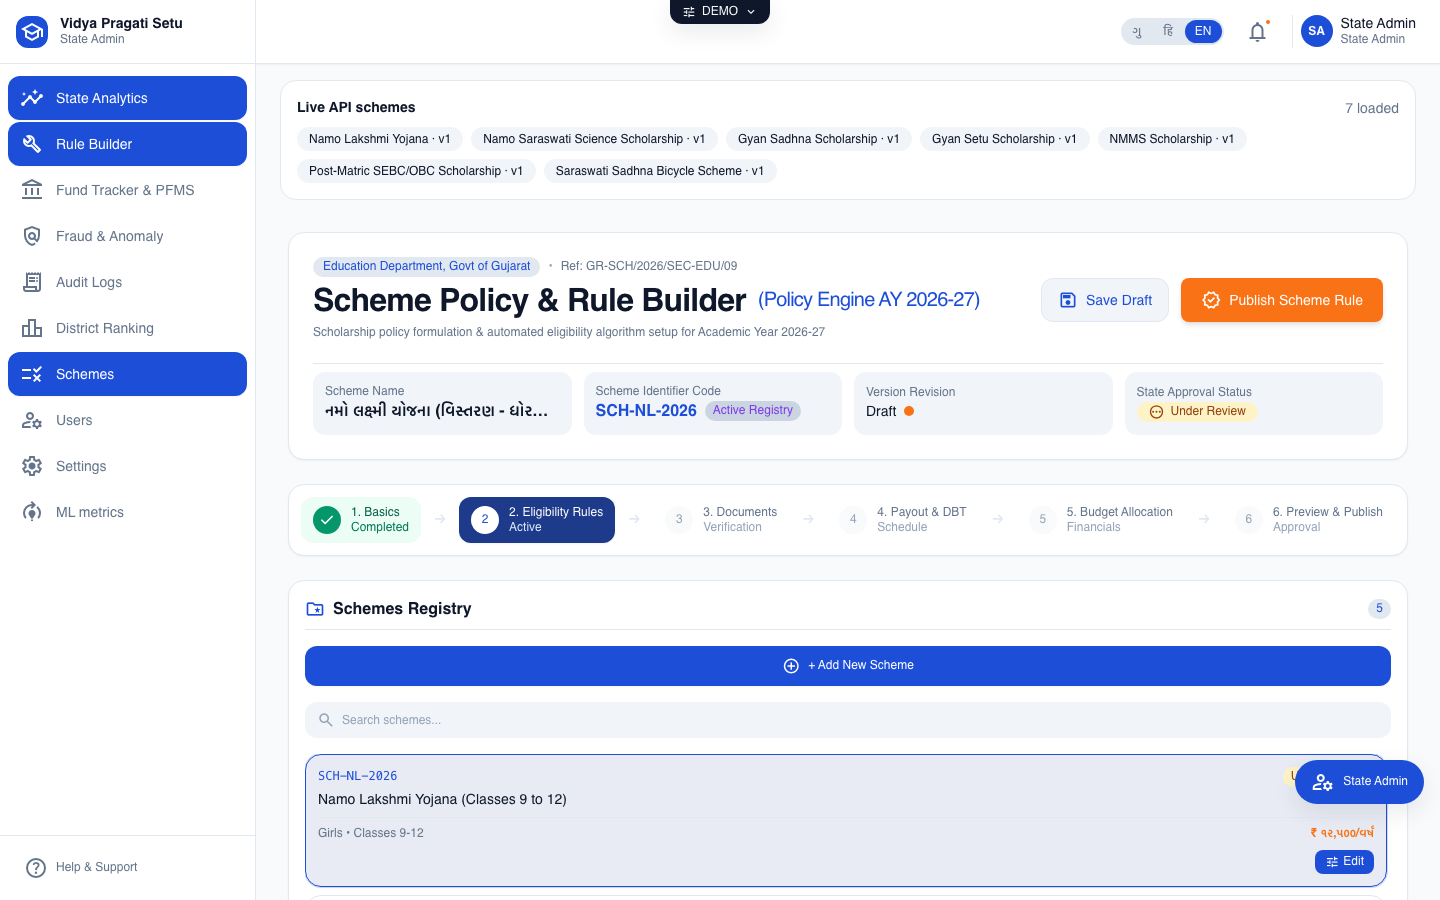 Vidya Pragati Setu
State Admin
DEMO
ગુ
हि
EN
SA
State Admin
State Admin
State Analytics
Rule Builder
Fund Tracker & PFMS
Fraud & Anomaly
Audit Logs
District Ranking
Schemes
Users
Settings
ML metrics
Help & Support
Live API schemes
7 loaded
Namo Lakshmi Yojana · v1
Namo Saraswati Science Scholarship · v1
Gyan Sadhna Scholarship · v1
Gyan Setu Scholarship · v1
NMMS Scholarship · v1
Post-Matric SEBC/OBC Scholarship · v1
Saraswati Sadhna Bicycle Scheme · v1
Education Department, Govt of Gujarat • Ref: GR-SCH/2026/SEC-EDU/09
Scheme Policy & Rule Builder (Policy Engine AY 2026-27)
Scholarship policy formulation & automated eligibility algorithm setup for Academic Year 2026-27
Save Draft
Publish Scheme Rule
Scheme Name
નમો લક્ષ્મી યોજના (વિસ્તરણ - ધોર...
Scheme Identifier Code
SCH-NL-2026 Active Registry
Version Revision
Draft
State Approval Status
Under Review
1. Basics
Completed
2
2. Eligibility Rules
Active
3
3. Documents
Verification
4
4. Payout & DBT
Schedule
5
5. Budget Allocation
Financials
6
6. Preview & Publish
Approval
Schemes Registry
5
+ Add New Scheme
Search schemes...
SCH-NL-2026
Namo Lakshmi Yojana (Classes 9 to 12)
Girls • Classes 9-12
₹ ૧૨,૫૦૦/વર્ષ
Edit
State Admin